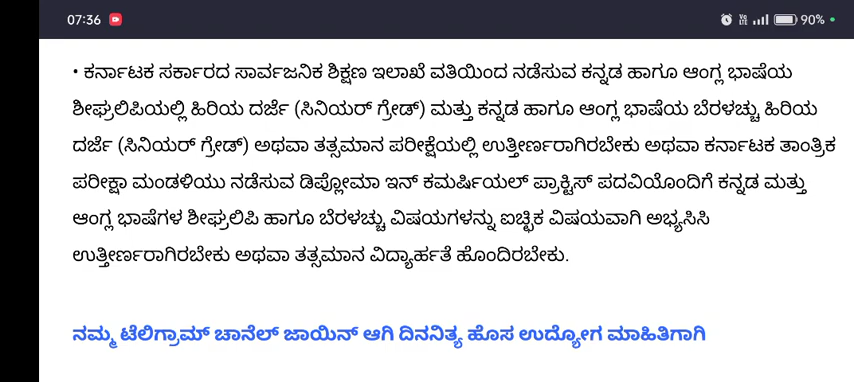 07:36
Vo LTE 90%
• ಕರ್ನಾಟಕ ಸರ್ಕಾರದ ಸಾರ್ವಜನಿಕ ಶಿಕ್ಷಣ ಇಲಾಖೆ ವತಿಯಿಂದ ನಡೆಸುವ ಕನ್ನಡ ಹಾಗೂ ಆಂಗ್ಲ ಭಾಷೆಯ
ಶೀಘ್ರಲಿಪಿಯಲ್ಲಿ ಹಿರಿಯ ದರ್ಜೆ (ಸಿನಿಯರ್ ಗ್ರೇಡ್) ಮತ್ತು ಕನ್ನಡ ಹಾಗೂ ಆಂಗ್ಲ ಭಾಷೆಯ ಬೆರಳಚ್ಚು ಹಿರಿಯ
ದರ್ಜೆ (ಸಿನಿಯರ್ ಗ್ರೇಡ್) ಅಥವಾ ತತ್ಸಮಾನ ಪರೀಕ್ಷೆಯಲ್ಲಿ ಉತ್ತೀರ್ಣರಾಗಿರಬೇಕು ಅಥವಾ ಕರ್ನಾಟಕ ತಾಂತ್ರಿಕ
ಪರೀಕ್ಷಾ ಮಂಡಳಿಯು ನಡೆಸುವ ಡಿಪ್ಲೋಮಾ ಇನ್ ಕಮರ್ಷಿಯಲ್ ಪ್ರಾಕ್ಟಿಸ್ ಪದವಿಯೊಂದಿಗೆ ಕನ್ನಡ ಮತ್ತು
ಆಂಗ್ಲ ಭಾಷೆಗಳ ಶೀಘ್ರಲಿಪಿ ಹಾಗೂ ಬೆರಳಚ್ಚು ವಿಷಯಗಳನ್ನು ಐಚ್ಛಿಕ ವಿಷಯವಾಗಿ ಅಭ್ಯಸಿಸಿ
ಉತ್ತೀರ್ಣರಾಗಿರಬೇಕು ಅಥವಾ ತತ್ಸಮಾನ ವಿದ್ಯಾರ್ಹತೆ ಹೊಂದಿರಬೇಕು.
ನಮ್ಮ ಟೆಲಿಗ್ರಾಮ್ ಚಾನೆಲ್ ಜಾಯಿನ್ ಆಗಿ ದಿನನಿತ್ಯ ಹೊಸ ಉದ್ಯೋಗ ಮಾಹಿತಿಗಾಗಿ